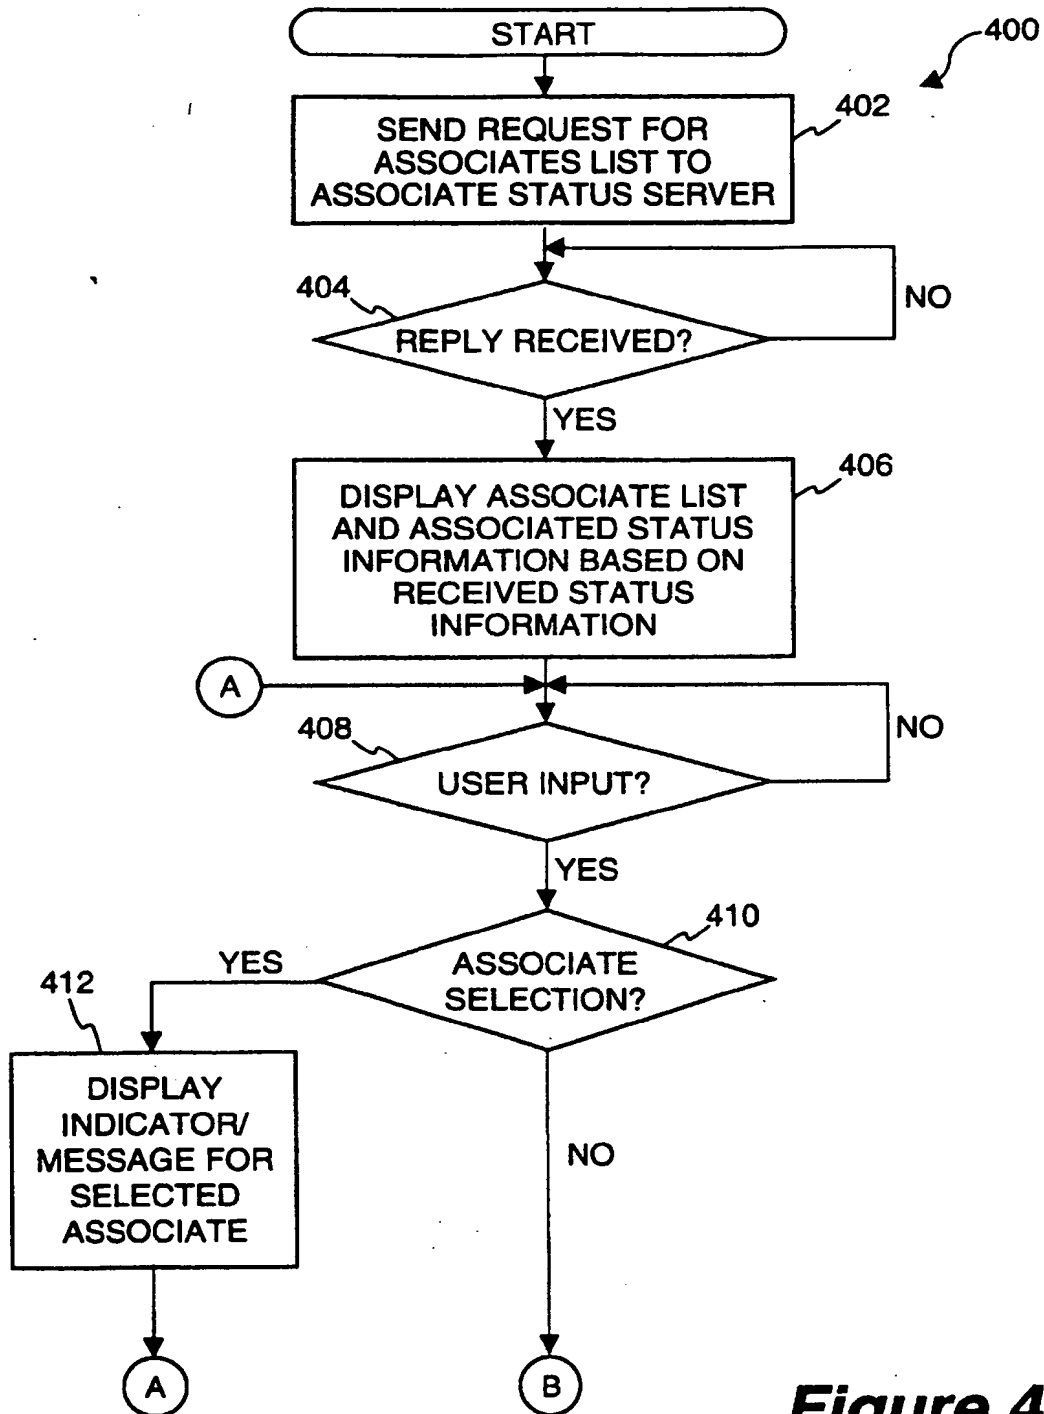 START
400
402
SEND REQUEST FOR
ASSOCIATES LIST TO
ASSOCIATE STATUS SERVER
404
NO
REPLY RECEIVED?
YES
406
DISPLAY ASSOCIATE LIST
AND ASSOCIATED STATUS
INFORMATION BASED ON
RECEIVED STATUS
INFORMATION
A
408
NO
USER INPUT?
YES
410
YES
ASSOCIATE
SELECTION?
412
DISPLAY
INDICATOR/
MESSAGE FOR
SELECTED
ASSOCIATE
NO
A
B
Figure 4